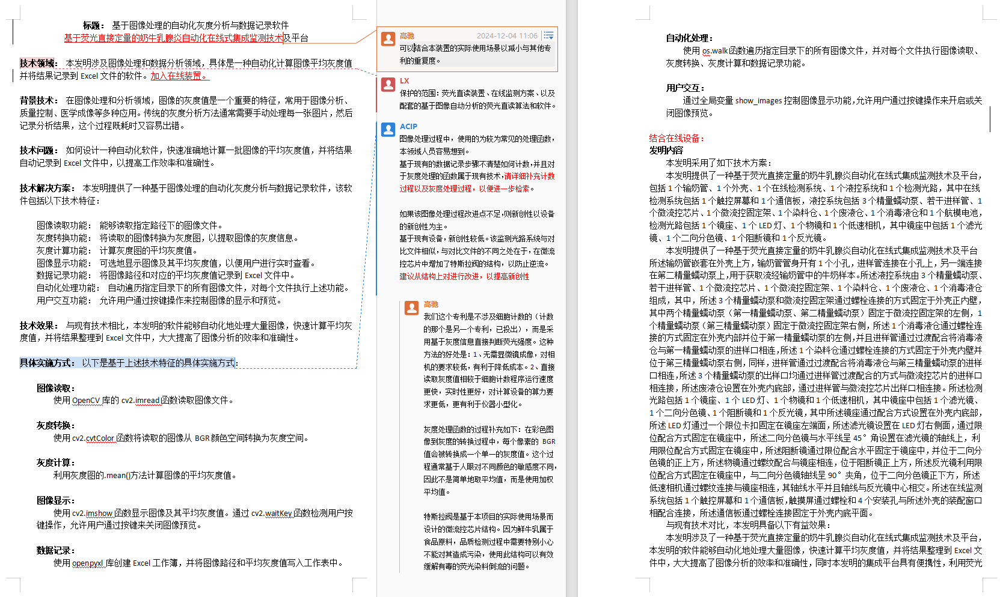 标题： 基于图像处理的自动化灰度分析与数据记录软件
基于荧光直接定量的奶牛乳腺炎自动化在线式集成监测技术及平台
技术领域： 本发明涉及图像处理和数据分析领域，具体是一种自动化计算图像平均灰度值
并将结果记录到 Excel 文件的软件。加入在线装置。
背景技术： 在图像处理和分析领域，图像的灰度值是一个重要的特征，常用于图像分析、
质量控制、医学成像等多种应用。传统的灰度分析方法通常需要手动处理每一张图片，然后
记录分析结果，这个过程既耗时又容易出错。
技术问题： 如何设计一种自动化软件，快速准确地计算一批图像的平均灰度值，并将结果
自动记录到 Excel 文件中，以提高工作效率和准确性。
技术解决方案： 本发明提供了一种基于图像处理的自动化灰度分析与数据记录软件，该软
件包括以下技术特征：
图像读取功能： 能够读取指定路径下的图像文件。
灰度转换功能： 将读取的图像转换为灰度图，以提取图像的灰度信息。
灰度计算功能： 计算灰度图的平均灰度值。
图像显示功能： 可选地显示图像及其平均灰度值，以便用户进行实时查看。
数据记录功能： 将图像路径和对应的平均灰度值记录到 Excel 文件中。
自动化处理功能： 自动遍历指定目录下的所有图像文件，对每个文件执行上述功能。
用户交互功能： 允许用户通过按键操作来控制图像的显示和预览。
技术效果： 与现有技术相比，本发明的软件能够自动化地处理大量图像，快速计算平均灰
度值，并将结果整理到 Excel 文件中，大大提高了图像分析的效率和准确性。
具体实施方式： 以下是基于上述技术特征的具体实施方式：
图像读取：
使用 OpenCV 库的 cv2.imread 函数读取图像文件。
灰度转换：
使用 cv2.cvtColor 函数将读取的图像从 BGR 颜色空间转换为灰度空间。
灰度计算：
利用灰度图的.mean()方法计算图像的平均灰度值。
图像显示：
使用 cv2.imshow 函数显示图像及其平均灰度值。通过 cv2.waitKey 函数检测用户按
键操作，允许用户通过按键来关闭图像预览。
数据记录：
使用 openpyxl 库创建 Excel 工作簿，并将图像路径和平均灰度值写入工作表中。
高驰 2024-12-04 11:06
可以结合本装置的实际使用场景以减小与其他专
利的重复度。
LX
保护的范围：荧光直读装置、在线监测方案、以及
配套的基于图像自动分析的荧光直读算法和软件。
ACIP
图像处理过程中，使用的为较为常见的处理函数，
本领域人员容易想到。
基于现有的数据记录步骤不清楚如何计数，并且对
于灰度处理的函数属于现有技术，请详细补充计数
过程以及灰度处理过程，以便进一步检索。
如果该图像处理过程改进点不足，则新创性以设备
的新创性为主。
基于现有设备，新创性较低。该监测光路系统与对
比文件相似，与对比文件的不同之处在于，在微流
控芯片中增加了特斯拉阀的结构，以防止逆流。
建议从结构上对进行改进，以提高新创性
高驰
我们这个专利是不涉及细胞计数的（计数
的那个是另一个专利，已投出），而是采
用基于灰度信息直接判断荧光强度。这种
方法的好处是：1、无需显微镜成像，对相
机的要求较低，有利于降低成本。2、直接
读取灰度值相较于细胞计数程序运行速度
更快，实时性更好，对计算设备的算力要
求更低，更有利于仪器小型化。
灰度处理函数的过程补充如下：在彩色图
像到灰度的转换过程中，每个像素的 BGR
值会被转换成一个单一的灰度值。这个过
程通常基于人眼对不同颜色的敏感度不同，
因此不是简单地取平均值，而是使用加权
平均值。
特斯拉阀是基于本项目的实际使用场景而
设计的微流控芯片结构。因为鲜牛乳属于
食品原料，品质检测过程中需要特别小心
不能对其造成污染，使用此结构可以有效
缓解有毒的荧光染料倒流的问题。
自动化处理：
使用 os.walk 函数遍历指定目录下的所有图像文件，并对每个文件执行图像读取、
灰度转换、灰度计算和数据记录功能。
用户交互：
通过全局变量 show_images 控制图像显示功能，允许用户通过按键操作来开启或关
闭图像预览。
结合在线设备：
发明内容
本发明采用了如下技术方案：
本发明提供了一种基于荧光直接定量的奶牛乳腺炎自动化在线式集成监测技术及平台，
包括 1 个输奶管、1 个外壳、1 个在线检测系统、1 个液控系统和 1 个检测光路，其中在线
检测系统包括 1 个触控屏幕和 1 个通信板，液控系统包括 3 个精量蠕动泵、若干进样管、1
个微流控芯片、1 个微流控固定架、1 个染料仓、1 个废液仓、1 个消毒液仓和 1 个航模电池，
检测光路包括 1 个镜座、1 个 LED 灯、1 个物镜和 1 个低速相机，其中镜座中包括 1 个滤光
镜、1 个二向分色镜、1 个阻断镜和 1 个反光镜。
本发明提供了一种基于荧光直接定量的奶牛乳腺炎自动化在线式集成监测技术及平台
所述输奶管嵌套在外壳上方，输奶管管身开有 1 个小孔，进样管连接在小孔上，另一端连接
在第二精量蠕动泵上，用于获取流经输奶管中的牛奶样本。所述液控系统由 3 个精量蠕动泵、
若干进样管、1 个微流控芯片、1 个微流控固定架、1 个染料仓、1 个废液仓、1 个消毒液仓
组成，其中，所述 3 个精量蠕动泵和微流控固定架通过螺栓连接的方式固定于外壳正内壁，
其中两个精量蠕动泵（第一精量蠕动泵、第二精量蠕动泵）固定于微流控固定架的左侧，1
个精量蠕动泵（第三精量蠕动泵）固定于微流控固定架右侧，所述 1 个消毒液仓通过螺栓连
接的方式固定在外壳内部并位于第一精量蠕动泵的左侧，并且进样管通过过渡配合将消毒液
仓与第一精量蠕动泵的进样口相连，所述 1 个染料仓通过螺栓连接的方式固定于外壳内壁并
位于第三精量蠕动泵右侧，同样，进样管通过过渡配合将消毒液仓与第三精量蠕动泵的进样
口相连，所述 3 个精量蠕动泵的出样口均通过进样管过渡配合的方式与微流控芯片的进样口
相连接，所述废液仓设置在外壳内底部，通过进样管与微流控芯片出样口相连接。所述检测
光路包括 1 个镜座、1 个 LED 灯、1 个物镜和 1 个低速相机，其中镜座中包括 1 个滤光镜、
1 个二向分色镜、1 个阻断镜和 1 个反光镜，其中所述镜座通过配合方式设置在外壳内底部，
所述 LED 灯通过一个限位卡扣固定在镜座左端面，所述滤光镜设置在 LED 灯右侧面，通过限
位配合方式固定在镜座中，所述二向分色镜与水平线呈 45° 角设置在滤光镜的轴线上，利
用限位配合方式固定在镜座中，所述阻断镜通过限位配合水平固定于镜座中，并位于二向分
色镜的正上方，所述物镜通过螺纹配合与镜座相连，位于阻断镜正上方，所述反光镜利用限
位配合方式固定在镜座中，与二向分色镜轴线呈 90° 夹角，位于二向分色镜正下方，所述
低速相机通过螺纹连接与镜座相连，其轴线水平并且轴线与反光镜中心相交。所述在线监测
系统包括 1 个触控屏幕和 1 个通信板，触摸屏通过螺栓和 4 个安装孔与所述外壳的装配窗口
相配合连接，所述通信板通过螺栓连接固定于外壳内底平面。
与现有技术对比，本发明具备以下有益效果：
本发明涉及了一种基于荧光直接定量的奶牛乳腺炎自动化在线式集成监测技术及平台，
本发明的软件能够自动化地处理大量图像，快速计算平均灰度值，并将结果整理到 Excel 文
件中，大大提高了图像分析的效率和准确性，同时本发明的集成平台具有便携性，利用荧光